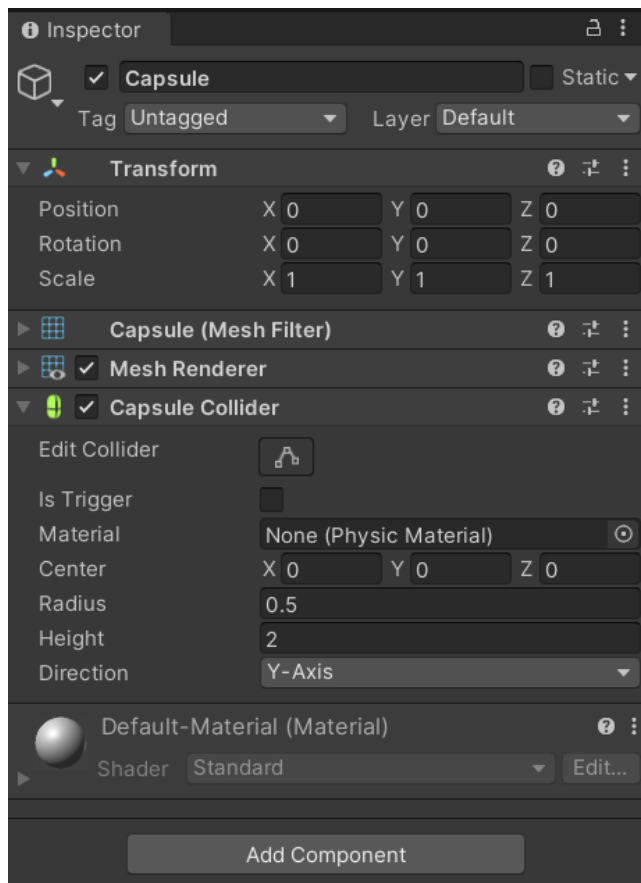 Inspector
Capsule Static
Tag Untagged Layer Default
Transform
Position X 0 Y 0 Z 0
Rotation X 0 Y 0 Z 0
Scale X 1 Y 1 Z 1
Capsule (Mesh Filter)
Mesh Renderer
Capsule Collider
Edit Collider
Is Trigger
Material None (Physic Material)
Center X 0 Y 0 Z 0
Radius 0.5
Height 2
Direction Y-Axis
Default-Material (Material)
Shader Standard Edit...
Add Component